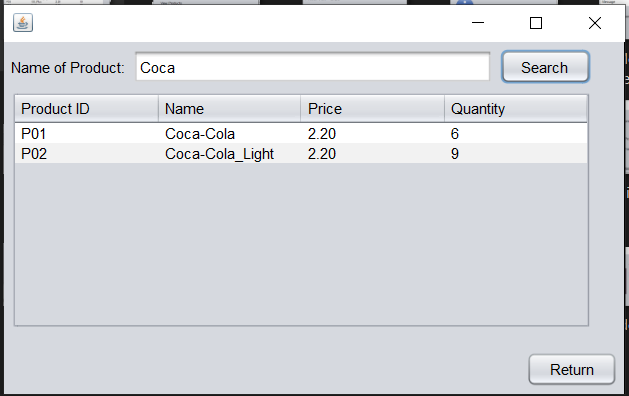 Name of Product: Coca Search
Product ID Name Price Quantity
P01 Coca-Cola 2.20 6
P02 Coca-Cola_Light 2.20 9
Return